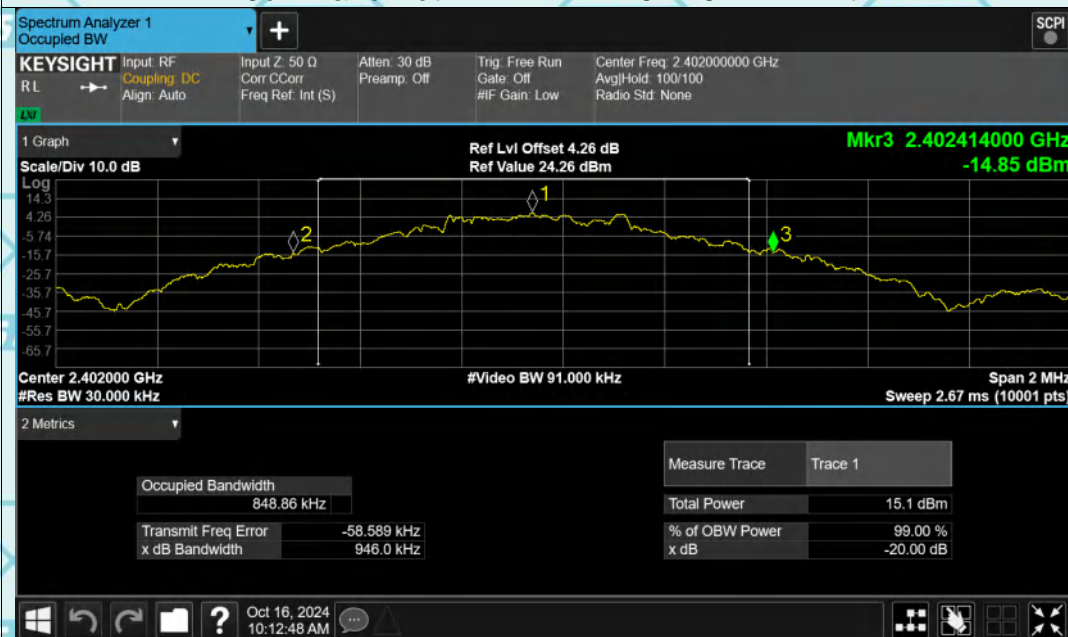 Spectrum Analyzer 1
Occupied BW
+
SCPI
KEYSIGHT
RL
LXI
Input: RF
Coupling: DC
Align: Auto
Input Z: 50 Ω
Corr CCorr
Freq Ref: Int (S)
Atten: 30 dB
Preamp: Off
Trig: Free Run
Gate: Off
#IF Gain: Low
Center Freq: 2.402000000 GHz
Avg|Hold: 100/100
Radio Std: None
1 Graph
Scale/Div 10.0 dB
Ref Lvl Offset 4.26 dB
Ref Value 24.26 dBm
Mkr3 2.402414000 GHz
-14.85 dBm
Log
14.3
4.26
-5.74
-15.7
-25.7
-35.7
-45.7
-55.7
-65.7
1
2
3
Center 2.402000 GHz
#Video BW 91.000 kHz
Span 2 MHz
#Res BW 30.000 kHz
Sweep 2.67 ms (10001 pts)
2 Metrics
Measure Trace Trace 1
Occupied Bandwidth
848.86 kHz
Total Power 15.1 dBm
Transmit Freq Error -58.589 kHz
% of OBW Power 99.00 %
x dB Bandwidth 946.0 kHz
x dB -20.00 dB
?
Oct 16, 2024
10:12:48 AM